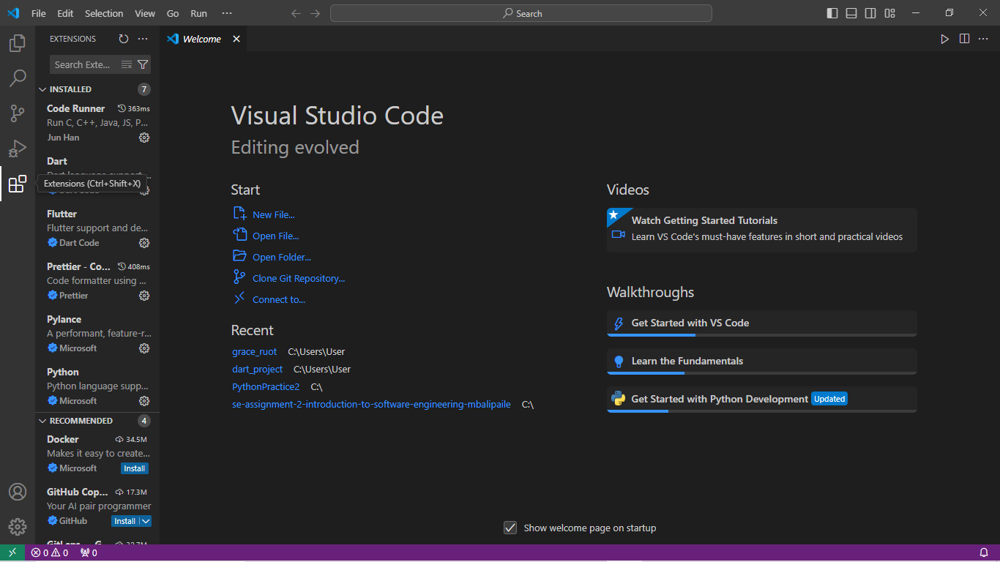 File Edit Selection View Go Run ···
Search
EXTENSIONS
Search Exte...
INSTALLED 7
Code Runner 363ms
Run C, C++, Java, JS, P...
Jun Han
Dart
Extensions (Ctrl+Shift+X)
Flutter
Flutter support and de...
Dart Code
Prettier - Co... 408ms
Code formatter using ...
Prettier
Pylance
A performant, feature-r...
Microsoft
Python
Python language supp...
Microsoft
RECOMMENDED 4
Docker 34.5M
Makes it easy to create...
Microsoft Install
GitHub Cop... 17.3M
Your AI pair programmer
GitHub Install
Welcome
Visual Studio Code
Editing evolved
Start
New File...
Open File...
Open Folder...
Clone Git Repository...
Connect to...
Recent
grace_ruot C:\Users\User
dart_project C:\Users\User
PythonPractice2 C:\
se-assignment-2-introduction-to-software-engineering-mbalipaile C:\
Videos
Watch Getting Started Tutorials
Learn VS Code's must-have features in short and practical videos
Walkthroughs
Get Started with VS Code
Learn the Fundamentals
Get Started with Python Development Updated
Show welcome page on startup
0 0 0